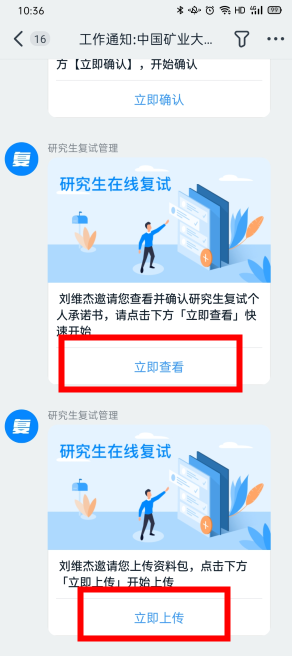 10:36
HD
16
工作通知:中国矿业大...
方【立即确认】，开始确认
立即确认
研究生复试管理
复
研究生在线复试
刘维杰邀请您查看并确认研究生复试个
人承诺书，请点击下方「立即查看」快
速开始
立即查看
研究生复试管理
复
研究生在线复试
刘维杰邀请您上传资料包，点击下方
「立即上传」开始上传
立即上传